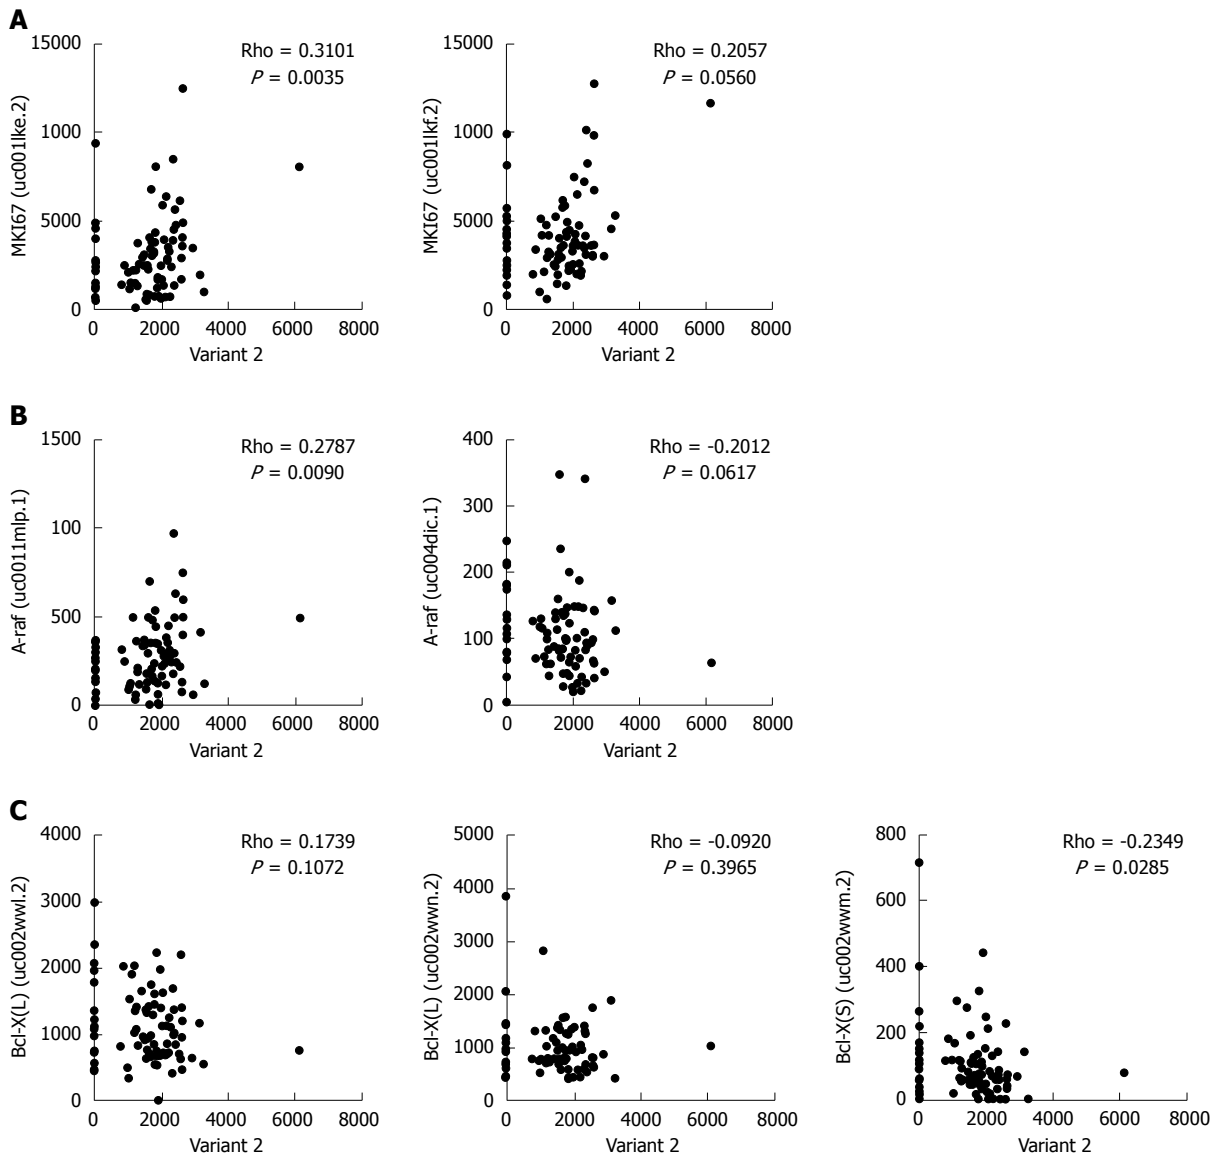 A
Rho = 0.3101
P = 0.0035
MKI67 (uc001lke.2)
15000
1000
5000
0
0 2000 4000 6000 8000
Variant 2
Rho = 0.2057
P = 0.0560
MKI67 (uc001lkf.2)
15000
1000
5000
0
0 2000 4000 6000 8000
Variant 2
B
Rho = 0.2787
P = 0.0090
A-raf (uc0011mlp.1)
1500
100
500
0
0 2000 4000 6000 8000
Variant 2
Rho = -0.2012
P = 0.0617
A-raf (uc004dic.1)
400
300
200
100
0
0 2000 4000 6000 8000
Variant 2
C
Rho = 0.1739
P = 0.1072
Bcl-X(L) (uc002wwl.2)
4000
3000
2000
1000
0
0 2000 4000 6000 8000
Variant 2
Rho = -0.0920
P = 0.3965
Bcl-X(L) (uc002wwn.2)
5000
4000
3000
2000
1000
0
0 2000 4000 6000 8000
Variant 2
Rho = -0.2349
P = 0.0285
Bcl-X(S) (uc002wwm.2)
800
600
400
200
0
0 2000 4000 6000 8000
Variant 2